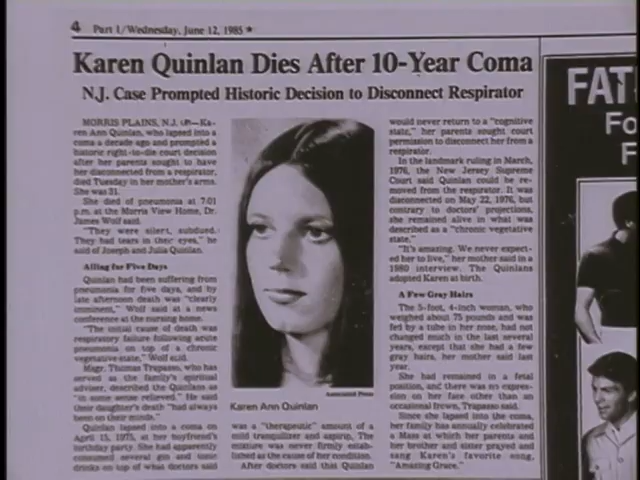 4 Part I/Wednesday, June 12, 1985 *
Karen Quinlan Dies After 10-Year Coma
N.J. Case Prompted Historic Decision to Disconnect Respirator
MORRIS PLAINS, N.J. (AP)—Ka-
ren Ann Quinlan, who lapsed into a
coma a decade ago and prompted a
historic right-to-die court decision
after her parents sought to have
her disconnected from a respirator,
died Tuesday in her mother's arms.
She was 31.
She died of pneumonia at 7:01
p.m. at the Morris View Home, Dr.
James Wolf said.
"They were silent, subdued.
They had tears in their eyes," he
said of Joseph and Julia Quinlan.
Ailing for Five Days
Quinlan had been suffering from
pneumonia for five days, and by
late afternoon death was "clearly
imminent," Wolf said at a news
conference at the nursing home.
"The initial cause of death was
respiratory failure following acute
pneumonia on top of a chronic
vegetative state," Wolf said.
Msgr. Thomas Trapasso, who has
served as the family's spiritual
adviser, described the Quinlans as
"in some sense relieved." He said
their daughter's death "had always
been on their minds."
Quinlan lapsed into a coma on
April 15, 1975, at her boyfriend's
birthday party. She had apparently
consumed several gin and tonic
drinks on top of what doctors said
Associated Press
Karen Ann Quinlan
was a "therapeutic" amount of a
mild tranquilizer and aspirin. The
mixture was never firmly estab-
lished as the cause of her condition.
After doctors said that Quinlan
would never return to a "cognitive
state," her parents sought court
permission to disconnect her from a
respirator.
In the landmark ruling in March,
1976, the New Jersey Supreme
Court said Quinlan could be re-
moved from the respirator. It was
disconnected on May 22, 1976, but
contrary to doctors' projections,
she remained alive in what was
described as a "chronic vegetative
state."
"It's amazing. We never expect-
ed her to live," her mother said in a
1980 interview. The Quinlans
adopted Karen at birth.
A Few Gray Hairs
The 5-foot, 4-inch woman, who
weighed about 75 pounds and was
fed by a tube in her nose, had not
changed much in the last several
years, except that she had a few
gray hairs, her mother said last
year.
She had remained in a fetal
position, and there was no expres-
sion on her face other than an
occasional frown, Trapasso said.
Since she lapsed into the coma,
her family has annually celebrated
a Mass at which her parents and
her brother and sister prayed and
sang Karen's favorite song,
"Amazing Grace."
FAT
Fo
F